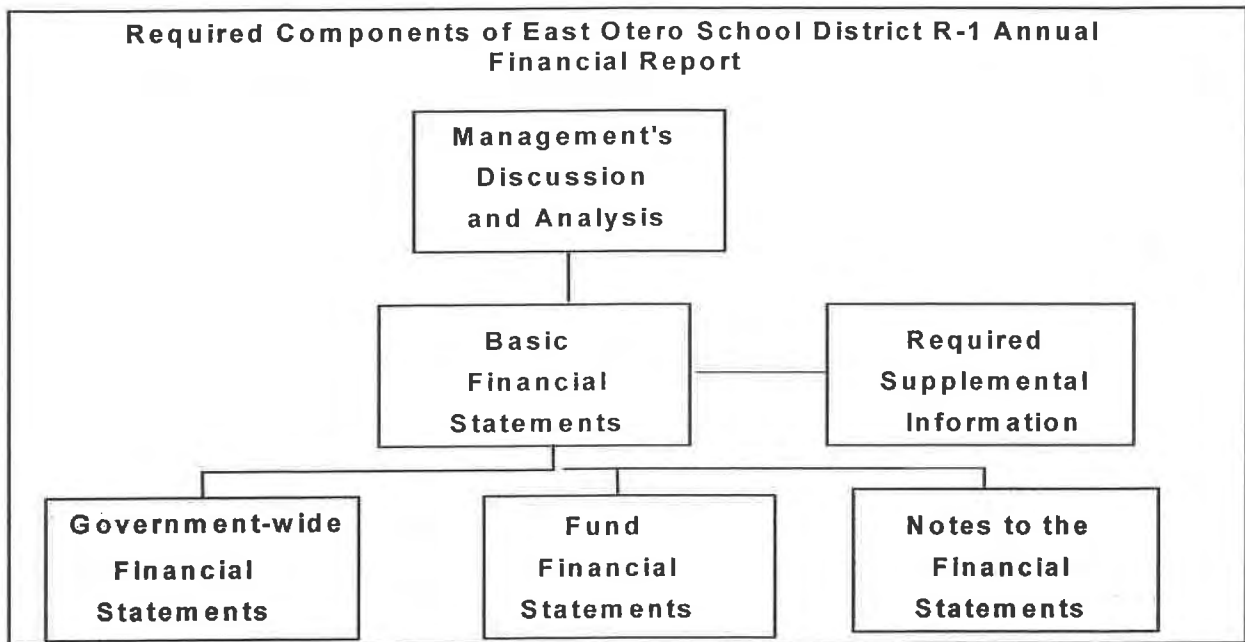 Required Components of East Otero School District R-1 Annual
Financial Report
Management's
Discussion
and Analysis
Basic
Financial
Statements
Required
Supplemental
Information
Government-wide
Financial
Statements
Fund
Financial
Statements
Notes to the
Financial
Statements